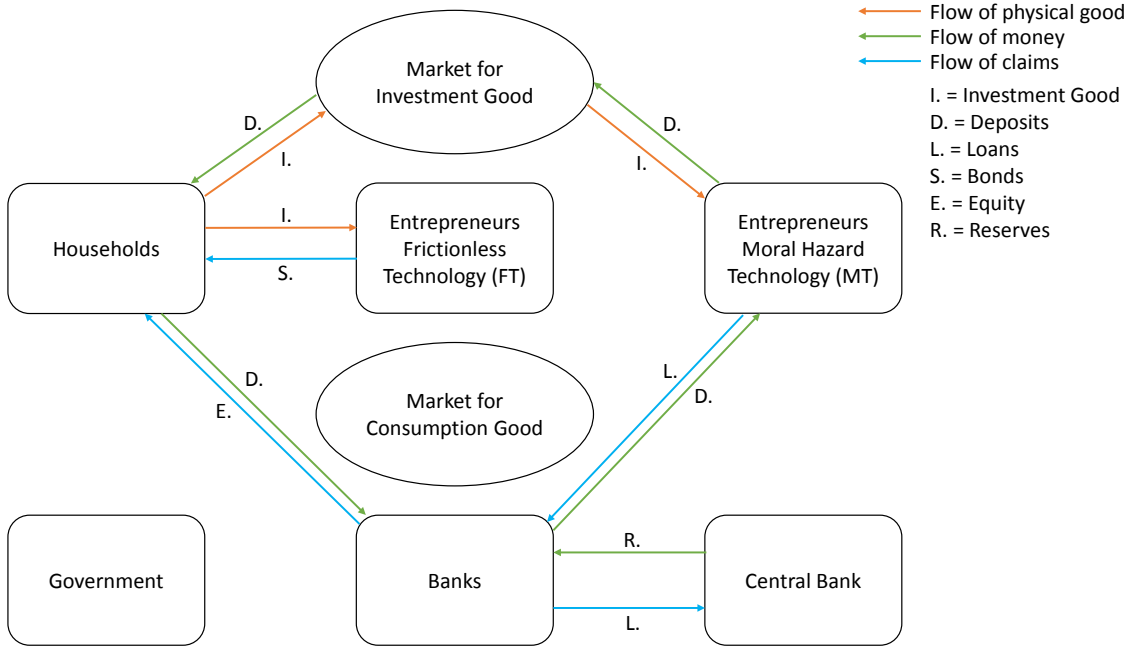 Flow of physical good
Flow of money
Flow of claims
I. = Investment Good
D. = Deposits
L. = Loans
S. = Bonds
E. = Equity
R. = Reserves
Market for
Investment Good
D.
I.
D.
I.
Households
I.
S.
Entrepreneurs
Frictionless
Technology (FT)
Entrepreneurs
Moral Hazard
Technology (MT)
D.
E.
Market for
Consumption Good
L.
D.
Government
Banks
R.
L.
Central Bank